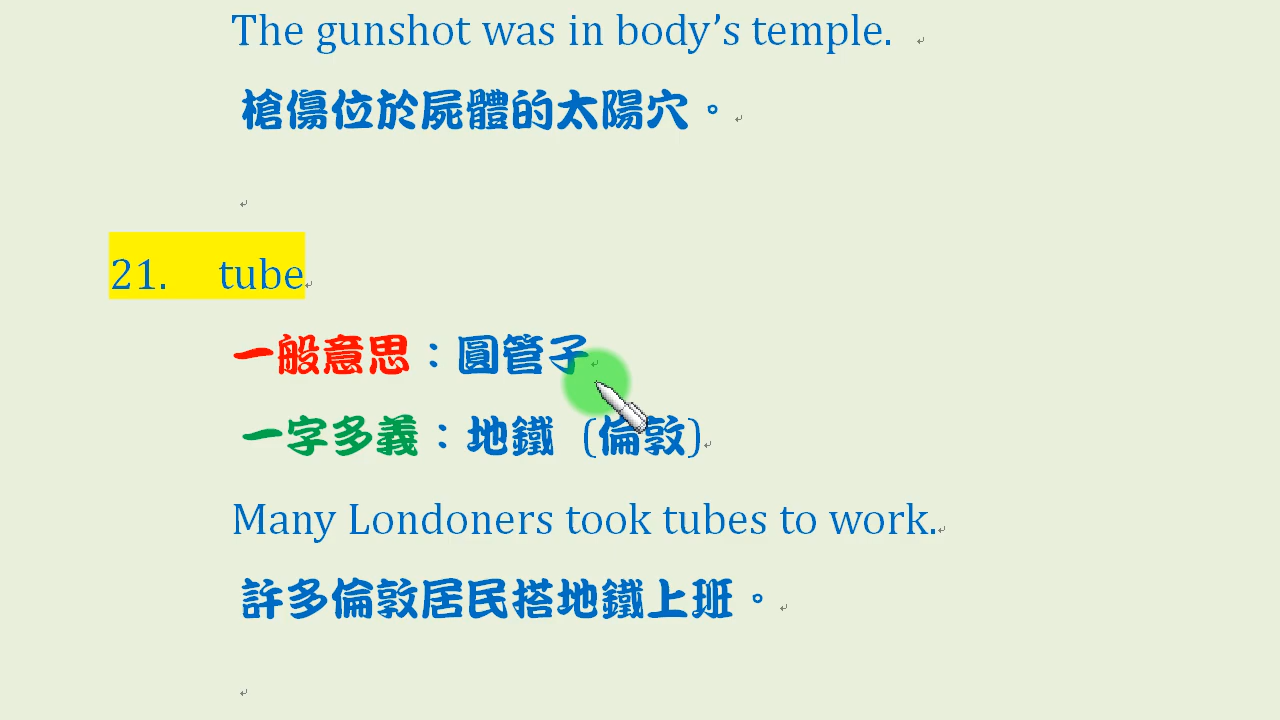 The gunshot was in body’s temple.
槍傷位於屍體的太陽穴。
21. tube
一般意思：圓管子
一字多義：地鐵 (倫敦)
Many Londoners took tubes to work.
許多倫敦居民搭地鐵上班。